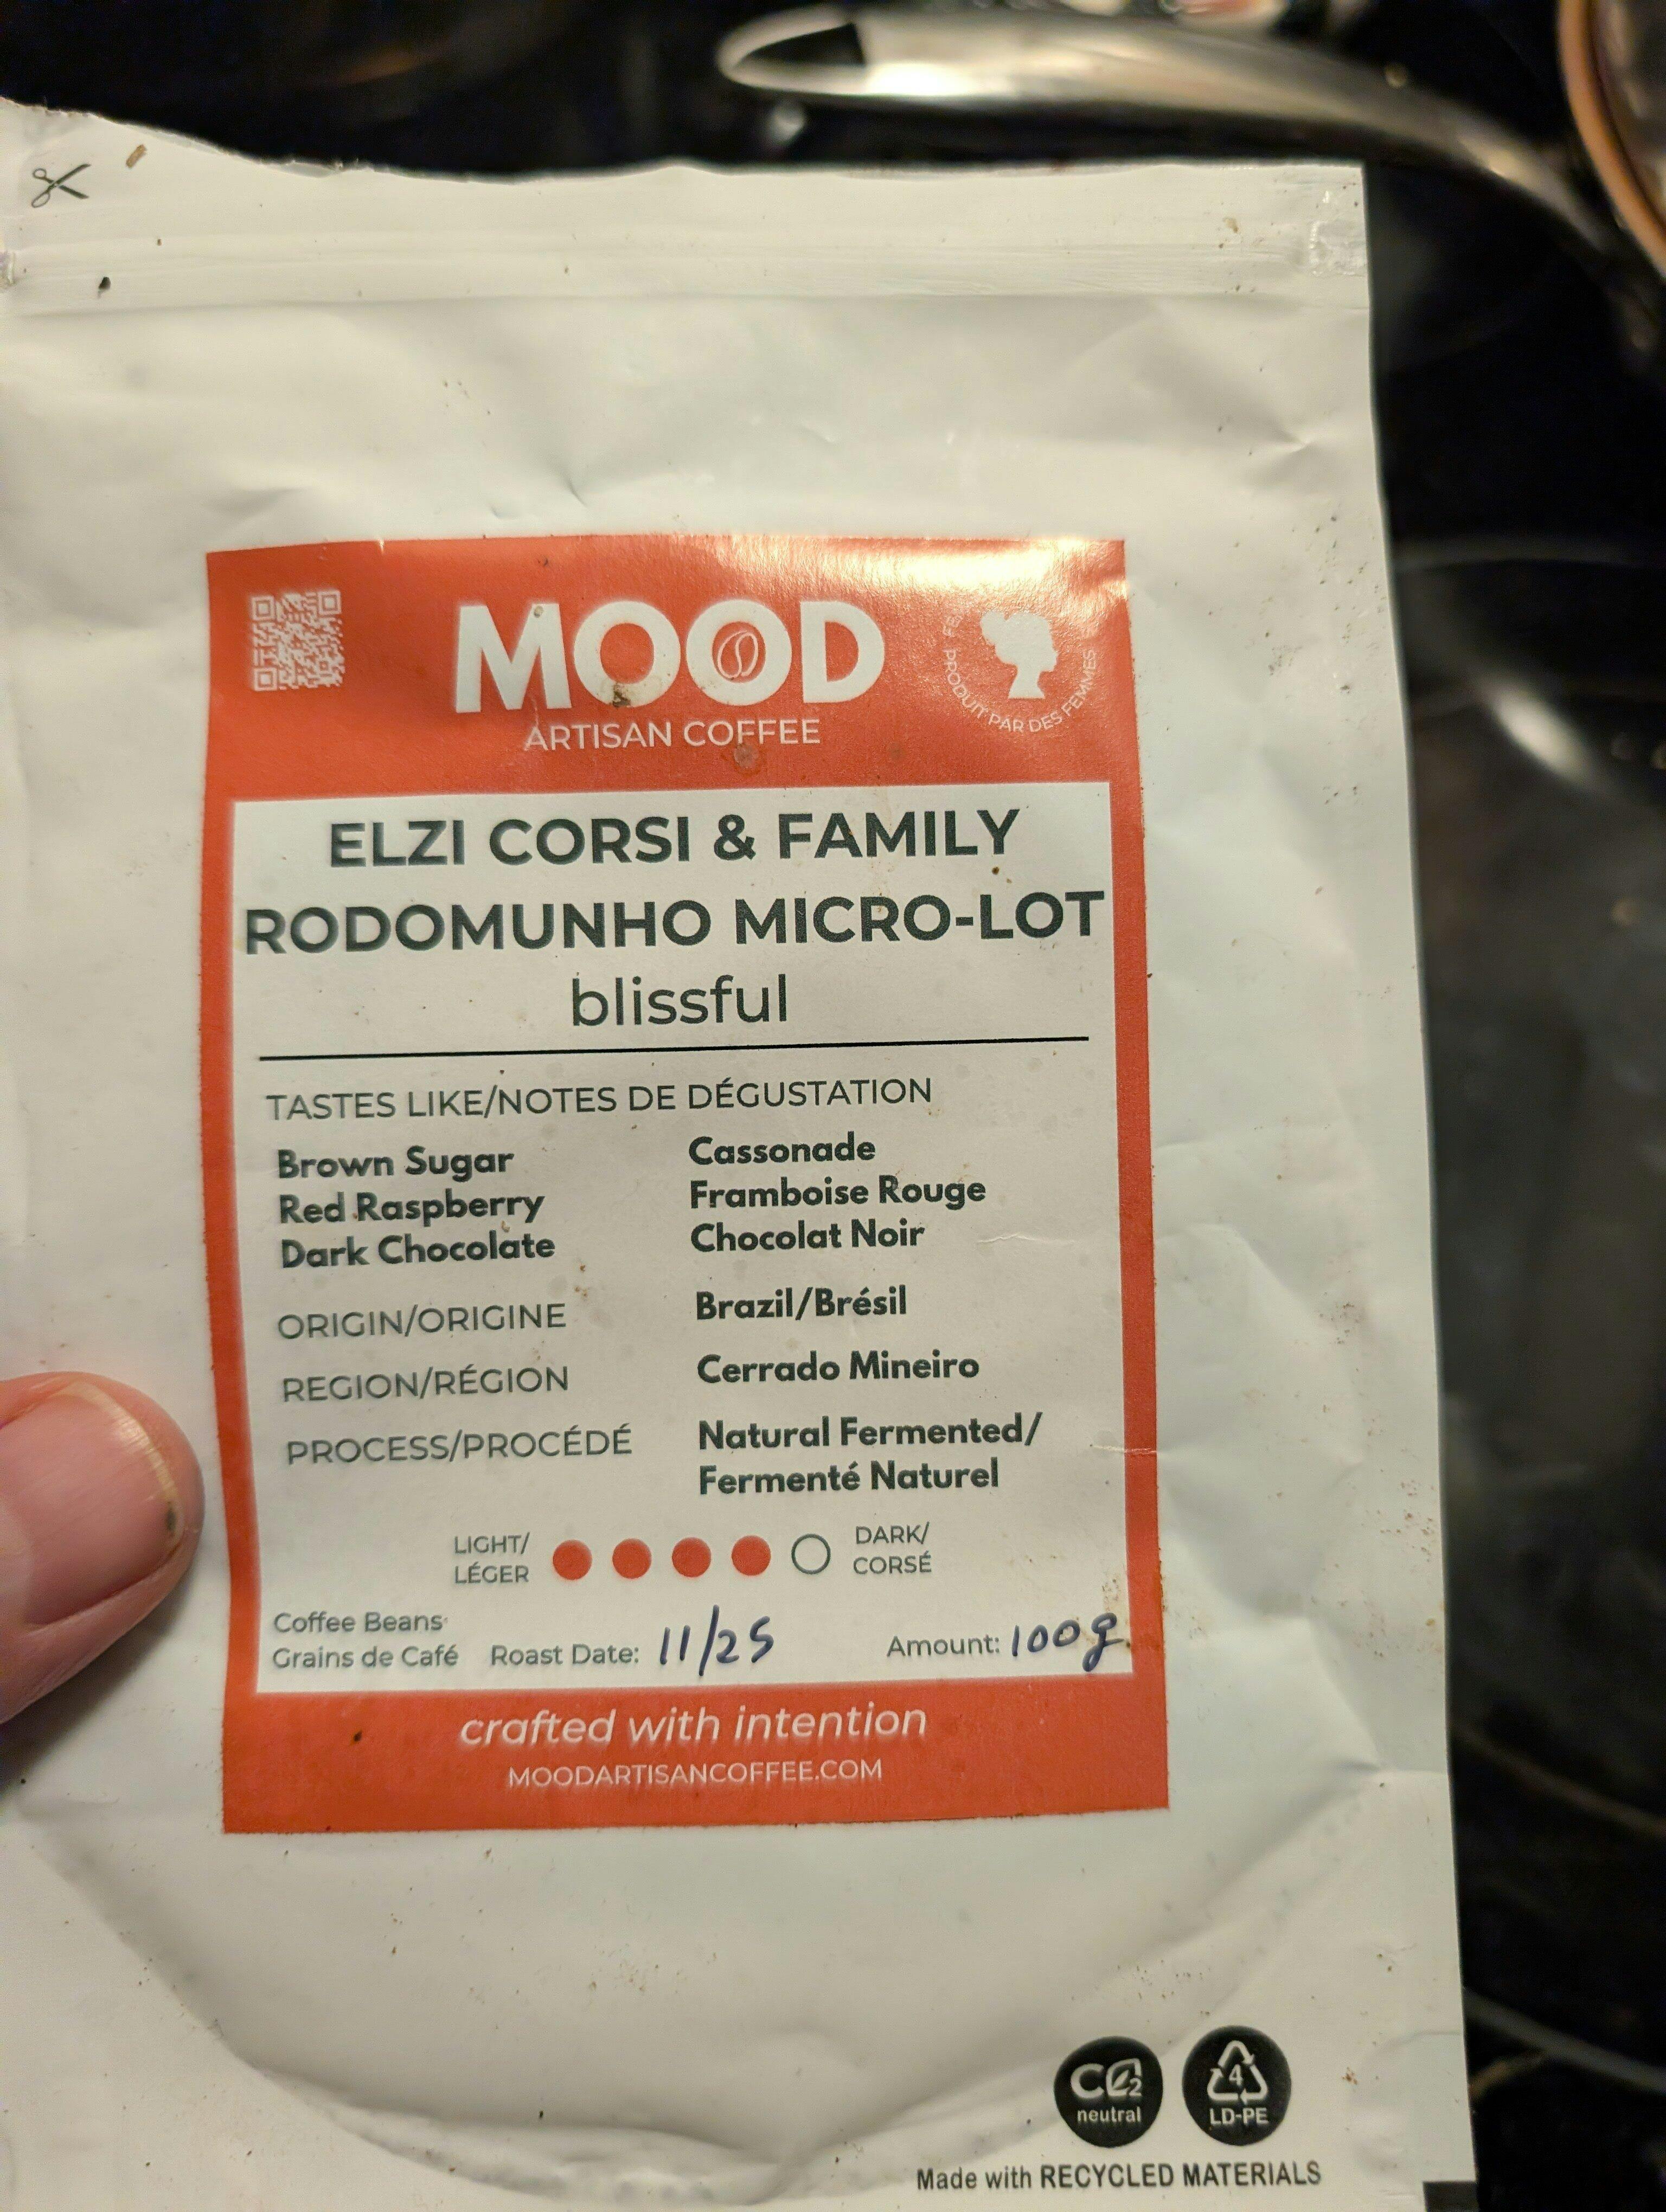 MOOD
ARTISAN COFFEE
PRODUIT PAR DES FEMMES
ELZI CORSI & FAMILY
RODOMUNHO MICRO-LOT
blissful
TASTES LIKE/NOTES DE DÉGUSTATION
Brown Sugar
Red Raspberry
Dark Chocolate
Cassonade
Framboise Rouge
Chocolat Noir
ORIGIN/ORIGINE Brazil/Brésil
REGION/RÉGION Cerrado Mineiro
PROCESS/PROCÉDÉ Natural Fermented/
Fermenté Naturel
LIGHT/
LÉGER
DARK/
CORSÉ
Coffee Beans
Grains de Café Roast Date: 11/25 Amount: 100g
crafted with intention
MOODARTISANCOFFEE.COM
CO2
neutral
4
LD-PE
Made with RECYCLED MATERIALS